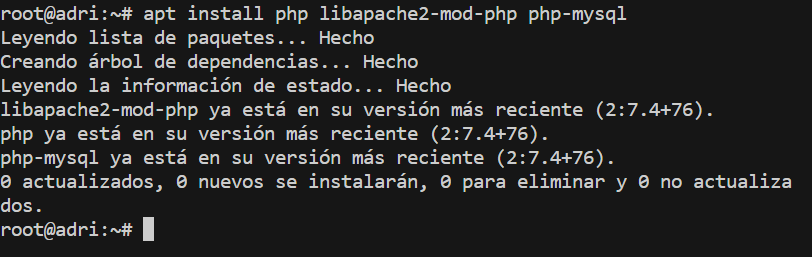 root@adri:~# apt install php libapache2-mod-php php-mysql
Leyendo lista de paquetes... Hecho
Creando árbol de dependencias... Hecho
Leyendo la información de estado... Hecho
libapache2-mod-php ya está en su versión más reciente (2:7.4+76).
php ya está en su versión más reciente (2:7.4+76).
php-mysql ya está en su versión más reciente (2:7.4+76).
0 actualizados, 0 nuevos se instalarán, 0 para eliminar y 0 no actualiza
dos.
root@adri:~#